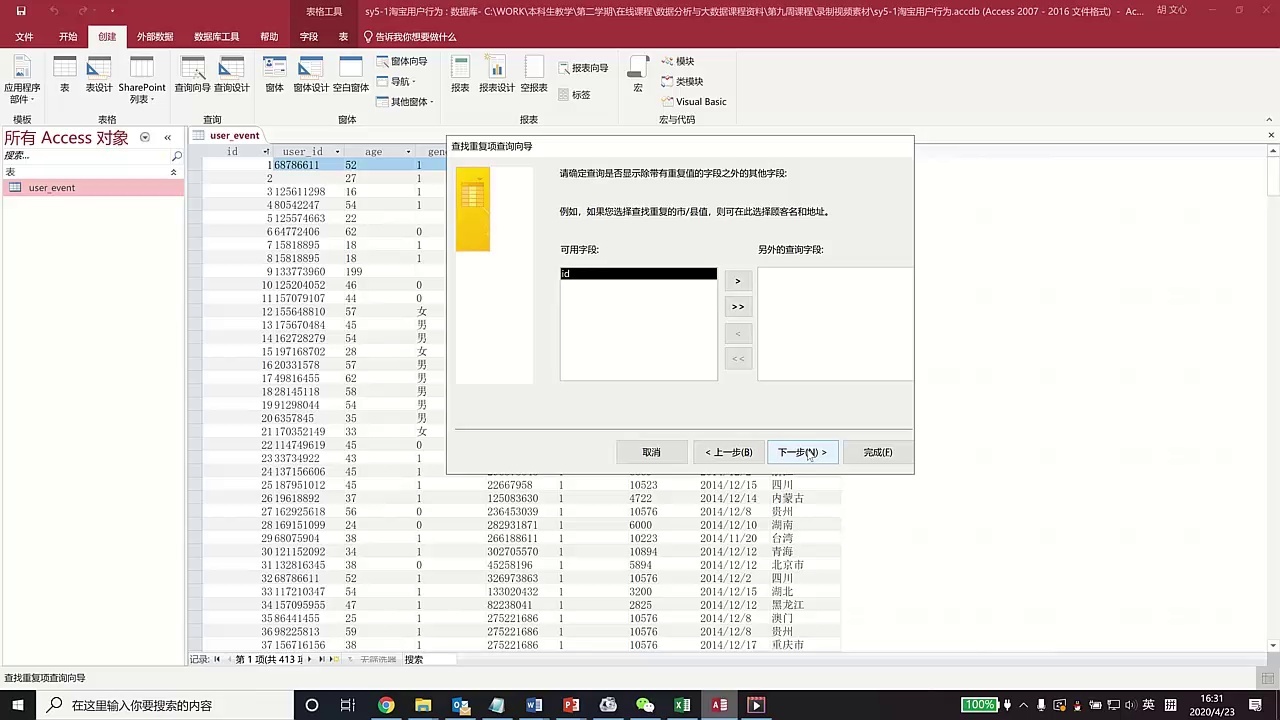 表格工具
sy5-1淘宝用户行为 : 数据库- C:\WORK\本科生教学\第二学期\在线课程\数据分析与大数据课程资料\第九周课程\录制视频素材\sy5-1淘宝用户行为.accdb (Access 2007 - 2016 文件格式) - Ac...
胡 文心
文件 开始 创建 外部数据 数据库工具 帮助 字段 表 告诉我你想要做什么
应用程序部件 表 表设计 SharePoint 列表 查询向导 查询设计 窗体 窗体设计 空白窗体 窗体向导 导航 其他窗体 报表 报表设计 空报表 报表向导 标签 宏 模块 类模块 Visual Basic
模板 表格 查询 窗体 报表 宏与代码
所有 Access 对象 «
搜索...
表
user_event
user_event
id user_id age gen
1 68786611 52 1
2 27 1
3 125611298 16 1
4 80542247 54 1
5 125574663 22
6 64772406 62 0
7 15818895 18 1
8 15818895 18 1
9 133773960 199
10 125204052 46 0
11 157079107 44 0
12 155648810 57 女
13 175670484 45 男
14 162728279 54 男
15 197168702 28 女
16 20331578 57 男
17 49816455 62 男
18 28145118 58 男
19 91298044 54 男
20 6357845 35 男
21 170352149 33 女
22 114749619 45 0
23 33734922 43 1
24 137156606 45 1
25 187951012 45 1 22667958 1 10523 2014/12/15 四川
26 19618892 37 1 125083630 1 4722 2014/12/14 内蒙古
27 162925618 56 0 236453039 1 10576 2014/12/8 贵州
28 169151099 24 0 282931871 1 6000 2014/12/10 湖南
29 68075904 38 1 266188611 1 10223 2014/11/20 台湾
30 121152092 34 1 302705570 1 10894 2014/12/12 青海
31 132816345 38 0 45258196 1 5894 2014/12/12 北京市
32 68786611 52 1 326973863 1 10576 2014/12/2 四川
33 117210347 54 1 133020432 1 3200 2014/12/15 湖北
34 157095955 47 1 82238041 1 2825 2014/12/12 黑龙江
35 86441455 25 1 275221686 1 10576 2014/12/8 澳门
36 98225813 59 1 275221686 1 10576 2014/12/8 贵州
37 156716156 38 1 275221686 1 10576 2014/12/17 重庆市
查找重复项查询向导
请确定查询是否显示除带有重复值的字段之外的其他字段:
例如，如果您选择查找重复的市/县值，则可在此选择顾客名和地址。
可用字段: 另外的查询字段:
id
>
>>
<
<<
取消 < 上一步(B) 下一步(N) > 完成(F)
记录: 第 1 项(共 413 项 无筛选器 搜索
查找重复项查询向导
在这里输入你要搜索的内容
100%
英
16:31
2020/4/23